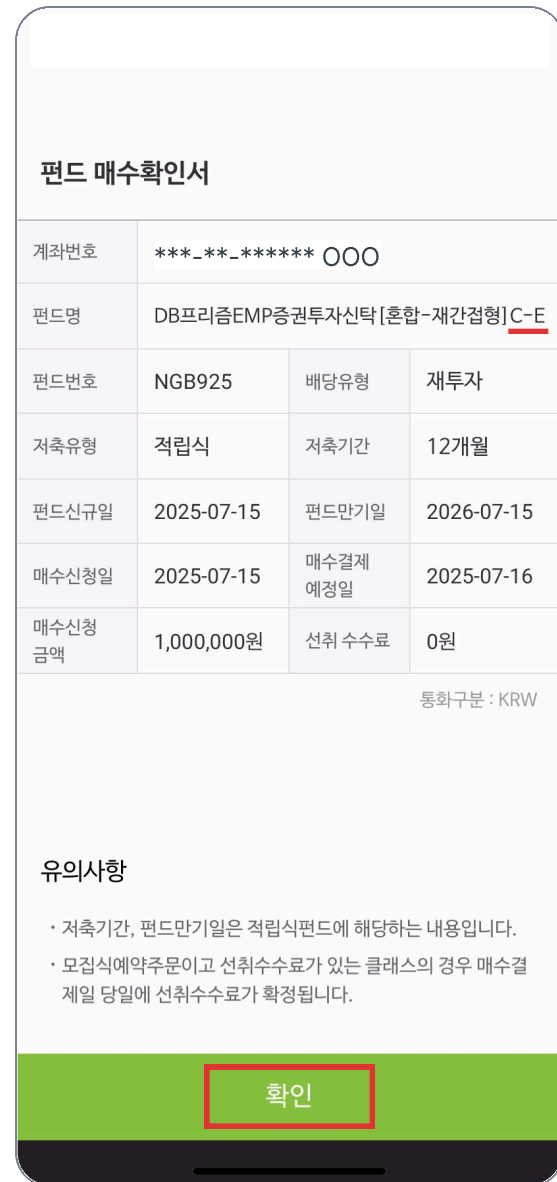 펀드 매수확인서
계좌번호 ***-**-****** OOO
펀드명 DB프리즘EMP증권투자신탁[혼합-재간접형]C-E
펀드번호 NGB925 배당유형 재투자
저축유형 적립식 저축기간 12개월
펀드신규일 2025-07-15 펀드만기일 2026-07-15
매수신청일 2025-07-15 매수결제
예정일 2025-07-16
매수신청
금액 1,000,000원 선취 수수료 0원
통화구분 : KRW
유의사항
· 저축기간, 펀드만기일은 적립식펀드에 해당하는 내용입니다.
· 모집식예약주문이고 선취수수료가 있는 클래스의 경우 매수결
제일 당일에 선취수수료가 확정됩니다.
확인